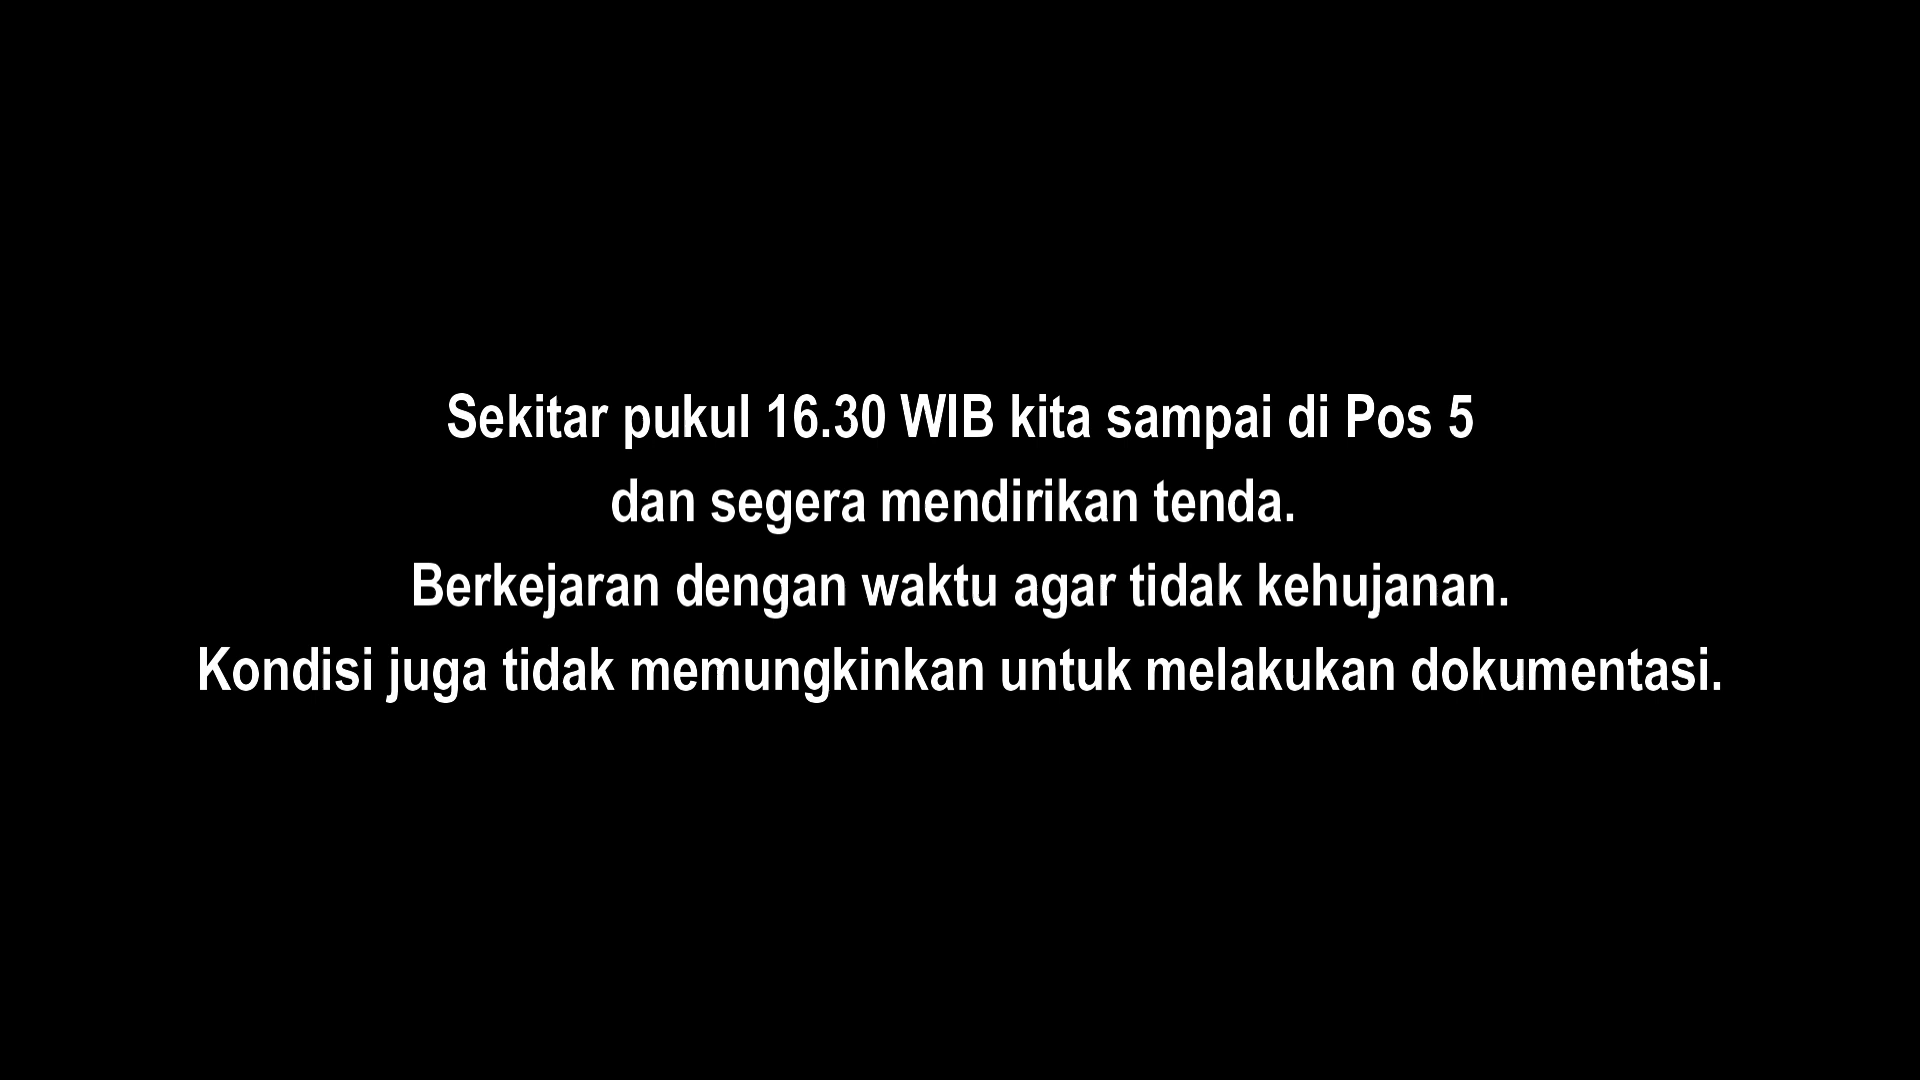 Sekitar pukul 16.30 WIB kita sampai di Pos 5
dan segera mendirikan tenda.
Berkejaran dengan waktu agar tidak kehujanan.
Kondisi juga tidak memungkinkan untuk melakukan dokumentasi.